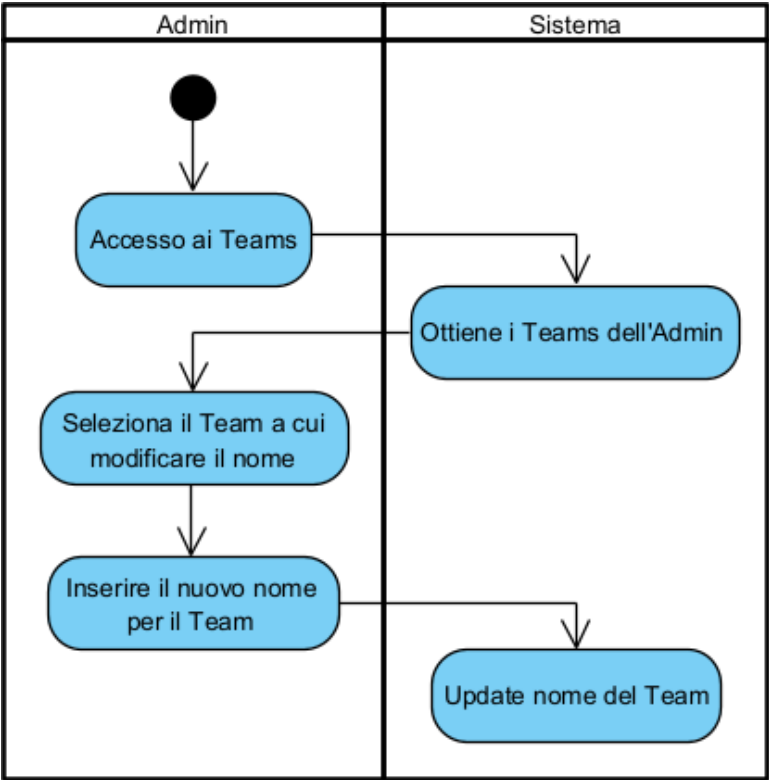 Admin
Sistema
Accesso ai Teams
Ottiene i Teams dell'Admin
Seleziona il Team a cui
modificare il nome
Inserire il nuovo nome
per il Team
Update nome del Team